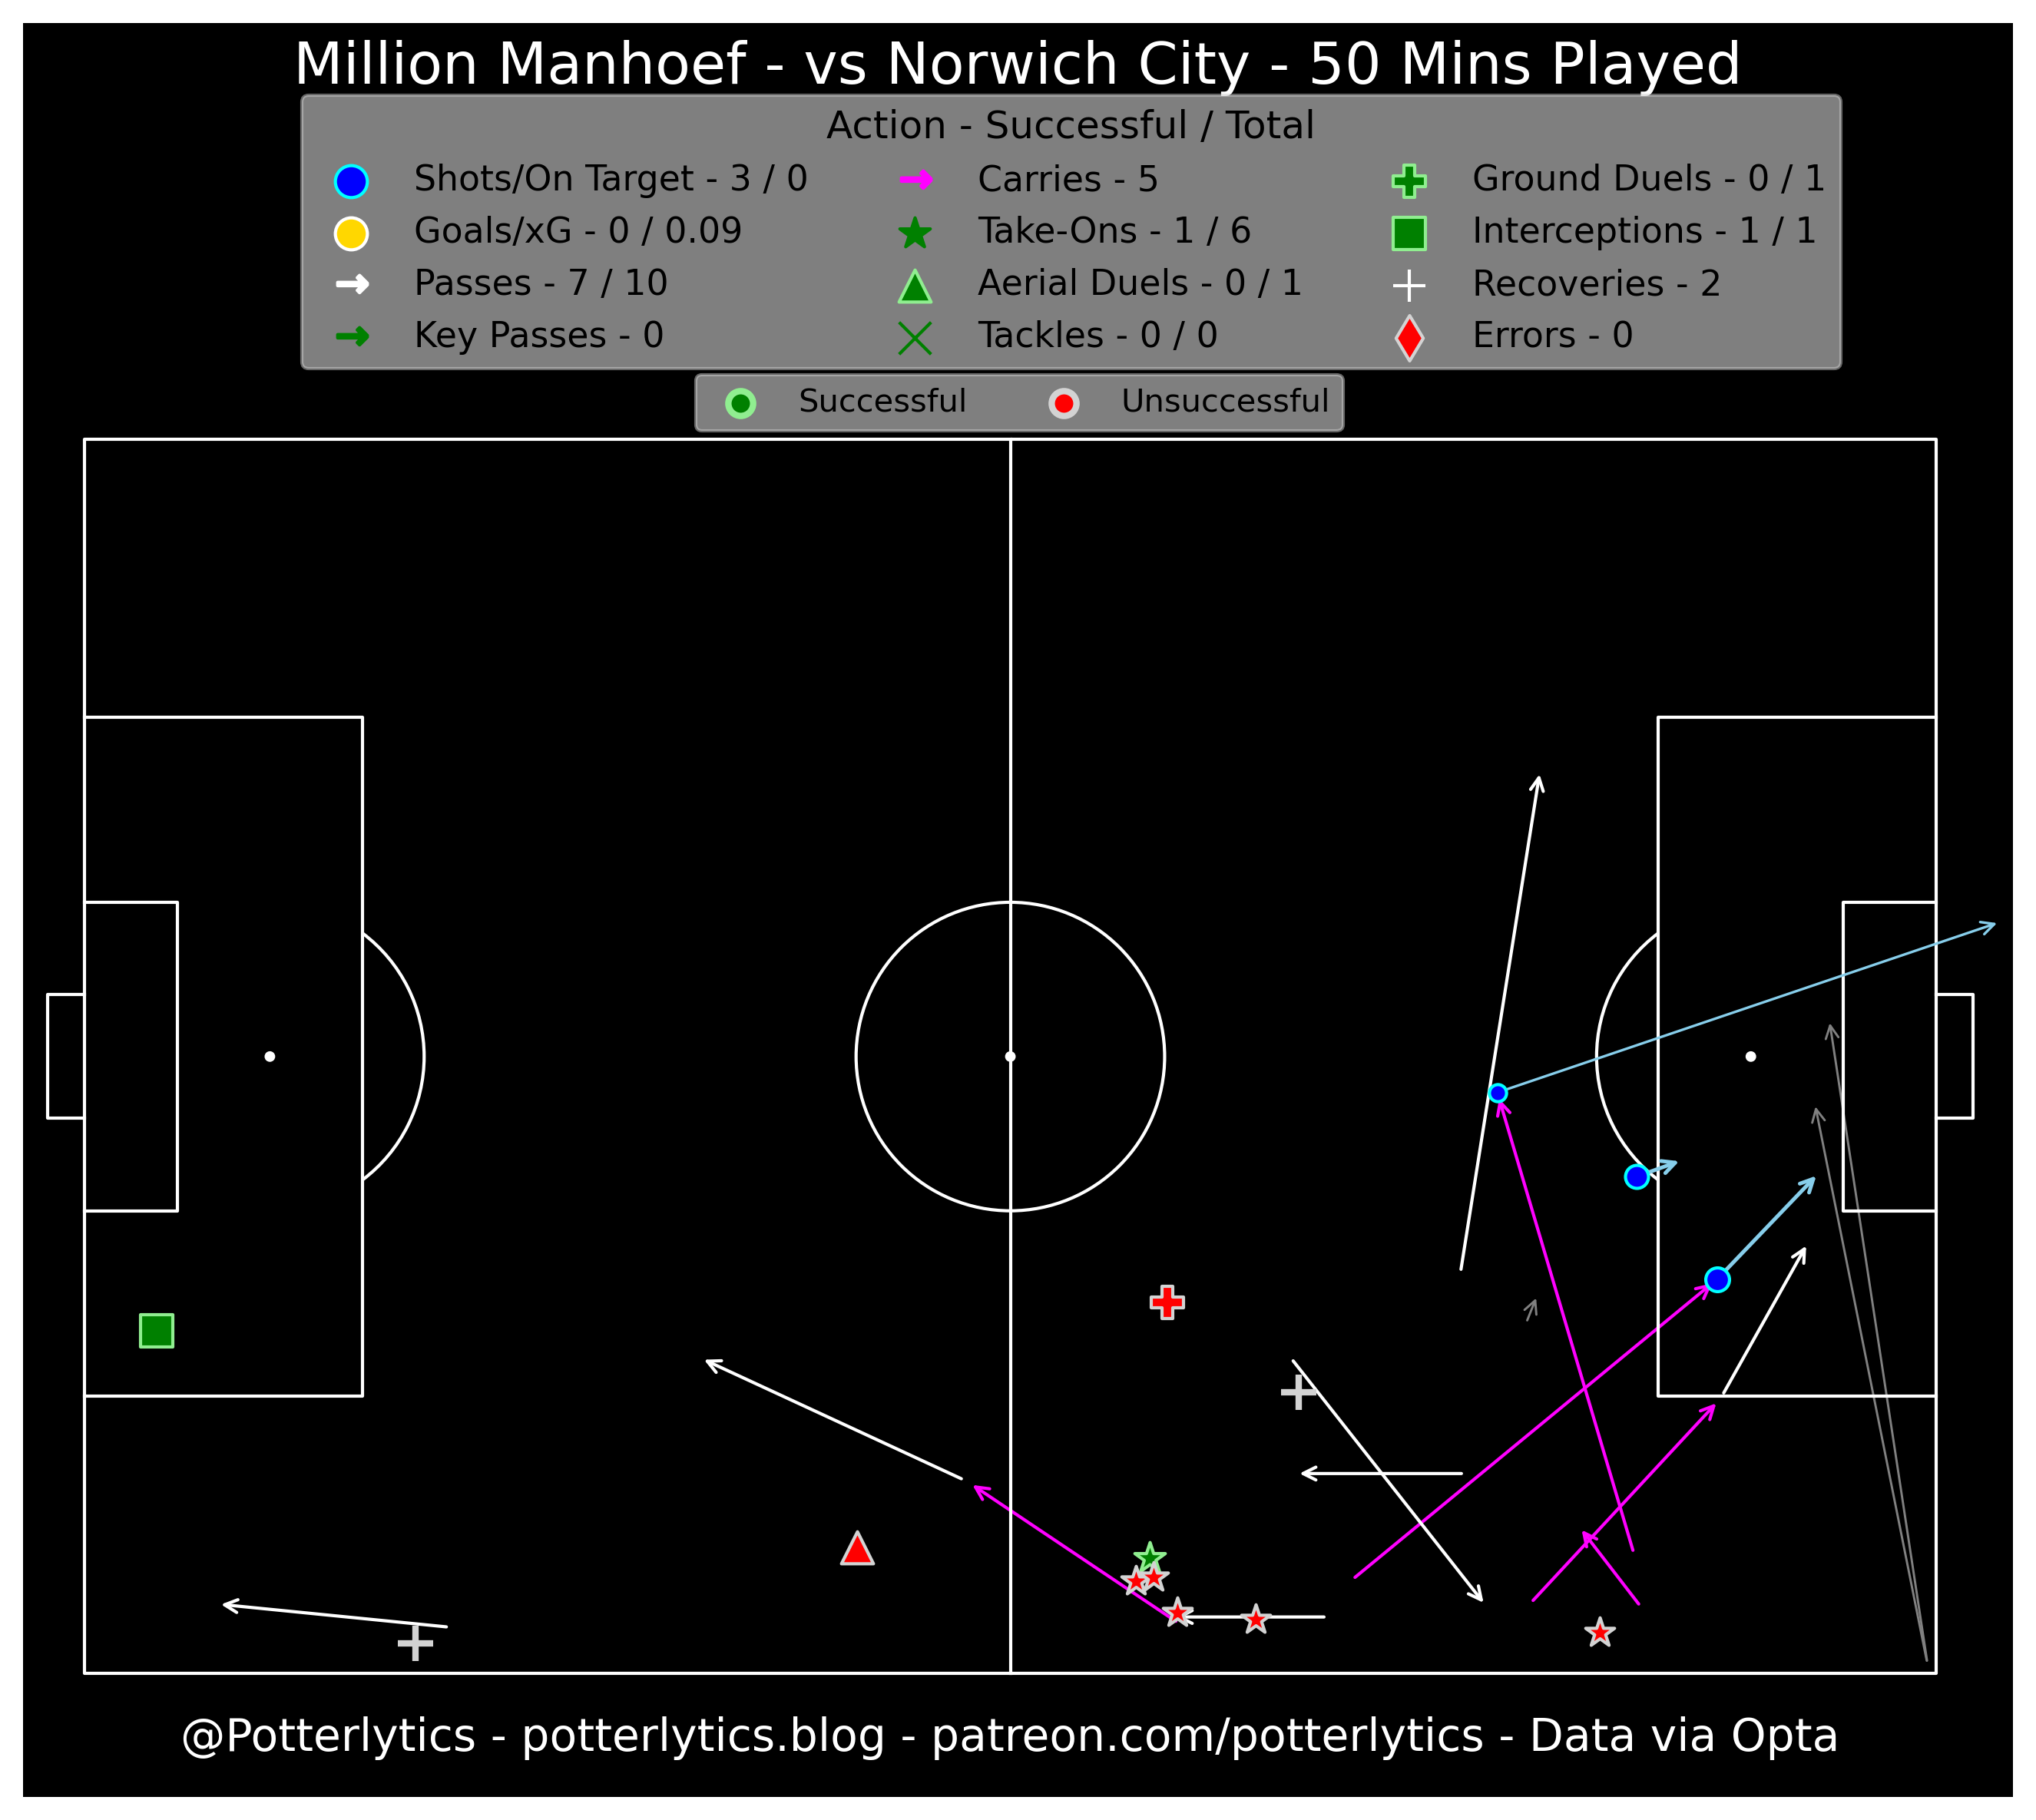 Million Manhoef - vs Norwich City - 50 Mins Played
Action - Successful / Total
Shots/On Target - 3 / 0
Goals/xG - 0 / 0.09
Passes - 7 / 10
Key Passes - 0
Carries - 5
Take-Ons - 1 / 6
Aerial Duels - 0 / 1
Tackles - 0 / 0
Ground Duels - 0 / 1
Interceptions - 1 / 1
Recoveries - 2
Errors - 0
Successful
Unsuccessful
@Potterlytics - potterlytics.blog - patreon.com/potterlytics - Data via Opta